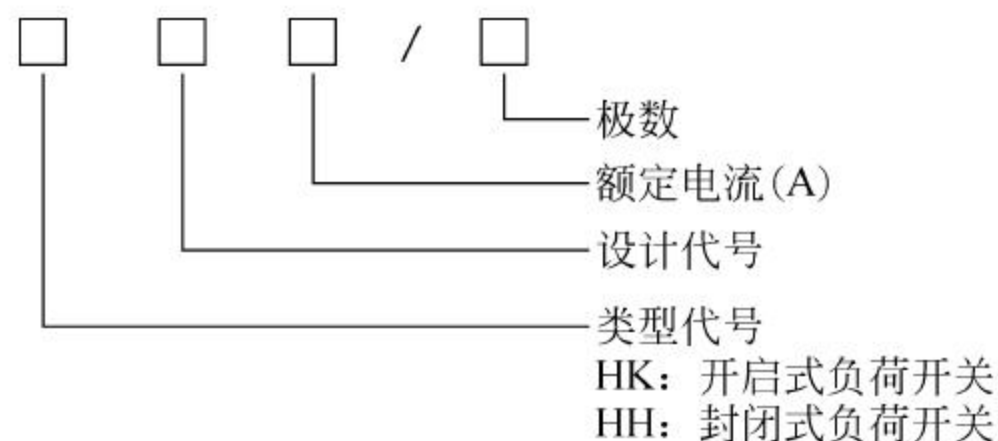 □ □ □ / □
极数
额定电流(A)
设计代号
类型代号
HK：开启式负荷开关
HH：封闭式负荷开关